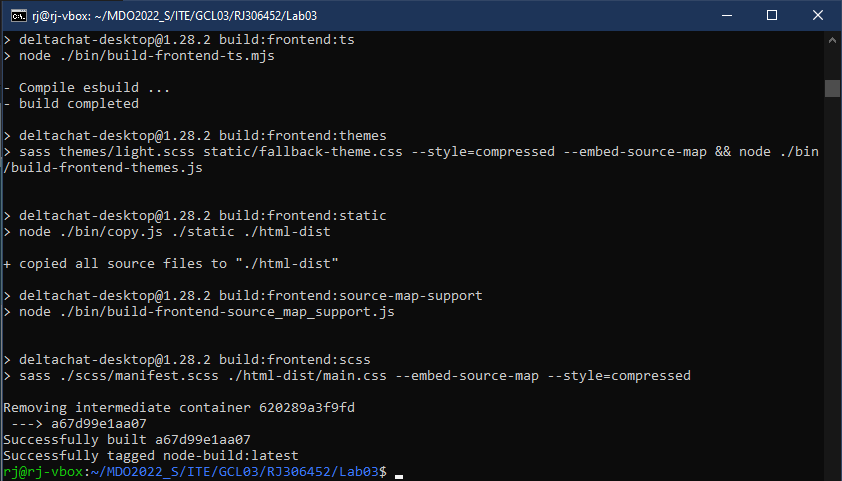 rj@rj-vbox: ~/MDO2022_S/ITE/GCL03/RJ306452/Lab03
> deltachat-desktop@1.28.2 build:frontend:ts
> node ./bin/build-frontend-ts.mjs
- Compile esbuild ...
- build completed
> deltachat-desktop@1.28.2 build:frontend:themes
> sass themes/light.scss static/fallback-theme.css --style=compressed --embed-source-map && node ./bin
/build-frontend-themes.js
> deltachat-desktop@1.28.2 build:frontend:static
> node ./bin/copy.js ./static ./html-dist
+ copied all source files to "./html-dist"
> deltachat-desktop@1.28.2 build:frontend:source-map-support
> node ./bin/build-frontend-source_map_support.js
> deltachat-desktop@1.28.2 build:frontend:scss
> sass ./scss/manifest.scss ./html-dist/main.css --embed-source-map --style=compressed
Removing intermediate container 620289a3f9fd
 ---> a67d99e1aa07
Successfully built a67d99e1aa07
Successfully tagged node-build:latest
rj@rj-vbox:~/MDO2022_S/ITE/GCL03/RJ306452/Lab03$